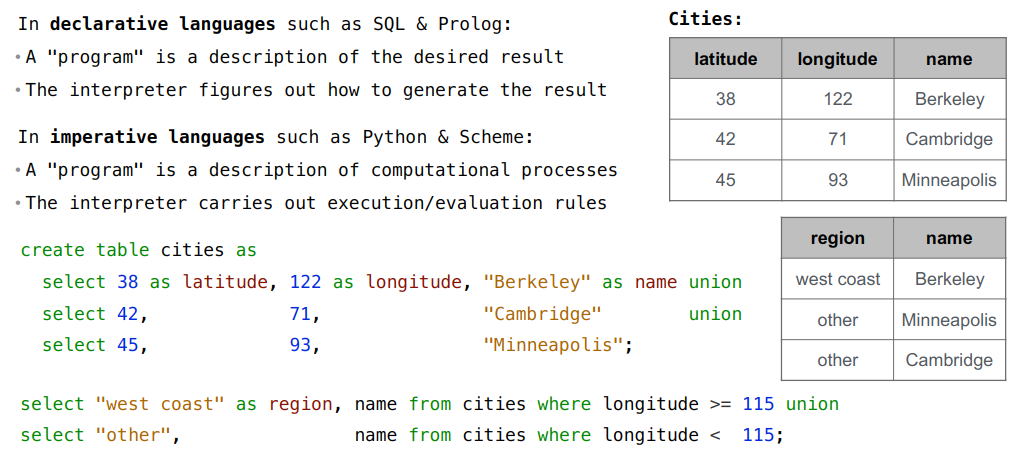 In declarative languages such as SQL & Prolog:
•A "program" is a description of the desired result
•The interpreter figures out how to generate the result
In imperative languages such as Python & Scheme:
•A "program" is a description of computational processes
•The interpreter carries out execution/evaluation rules
create table cities as
select 38 as latitude, 122 as longitude, "Berkeley" as name union
select 42, 71, "Cambridge" union
select 45, 93, "Minneapolis";
select "west coast" as region, name from cities where longitude >= 115 union
select "other", name from cities where longitude < 115;
Cities:
latitude longitude name
38 122 Berkeley
42 71 Cambridge
45 93 Minneapolis
region name
west coast Berkeley
other Minneapolis
other Cambridge